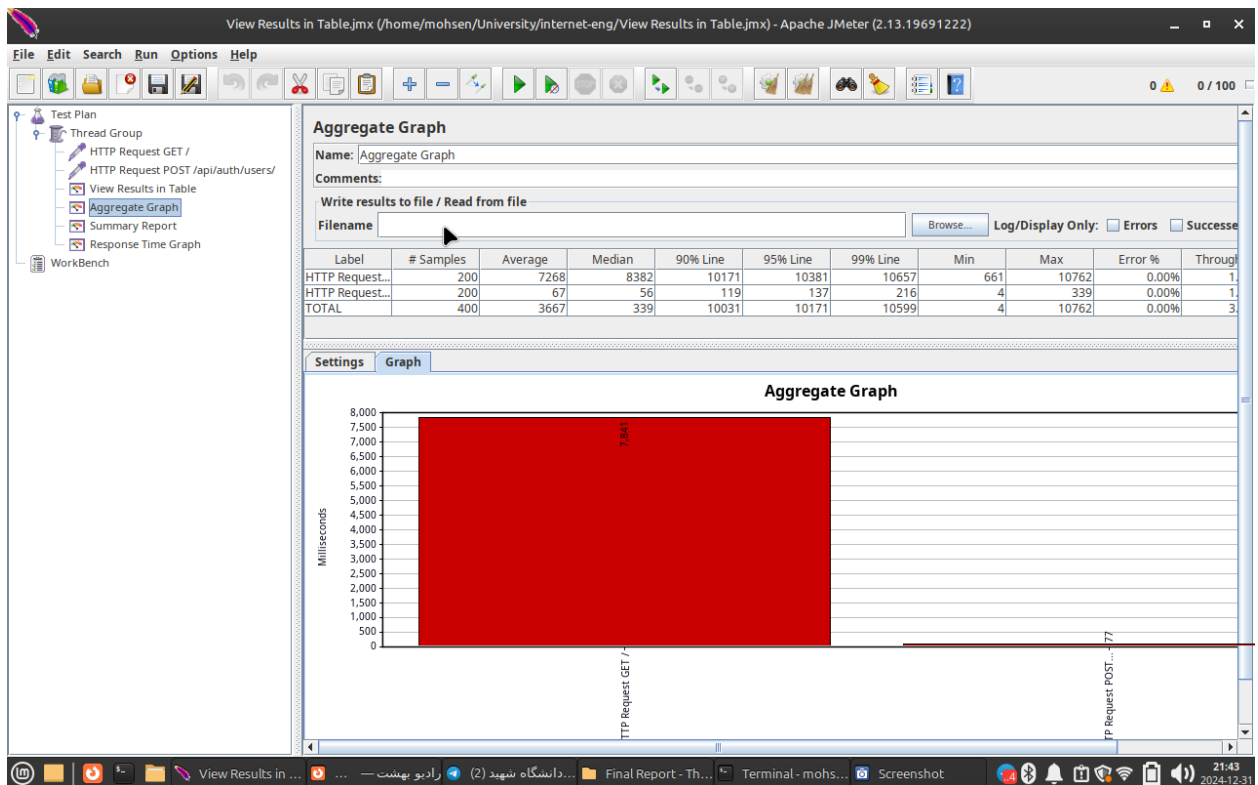 View Results in Table.jmx (/home/mohsen/University/internet-eng/View Results in Table.jmx) - Apache JMeter (2.13.19691222)
File Edit Search Run Options Help
0 0 / 100
Test Plan
Thread Group
HTTP Request GET /
HTTP Request POST /api/auth/users/
View Results in Table
Aggregate Graph
Summary Report
Response Time Graph
WorkBench
Aggregate Graph
Name: Aggregate Graph
Comments:
Write results to file / Read from file
Filename Browse... Log/Display Only: Errors Successe
Label # Samples Average Median 90% Line 95% Line 99% Line Min Max Error % Through
HTTP Request... 200 7268 8382 10171 10381 10657 661 10762 0.00% 1.
HTTP Request... 200 67 56 119 137 216 4 339 0.00% 1.
TOTAL 400 3667 339 10031 10171 10599 4 10762 0.00% 3.
Settings Graph
Aggregate Graph
8,000
7,500
7,000
6,500
6,000
5,500
5,000
4,500
4,000
3,500
3,000
2,500
2,000
1,500
1,000
500
0
Milliseconds
7,841
77
TTP Request GET /
TP Request POST...
View Results in ... رادیو بهشت — ... (2) دانشگاه شهید... Final Report - Th... Terminal - mohs... Screenshot 4 21:43
2024-12-31